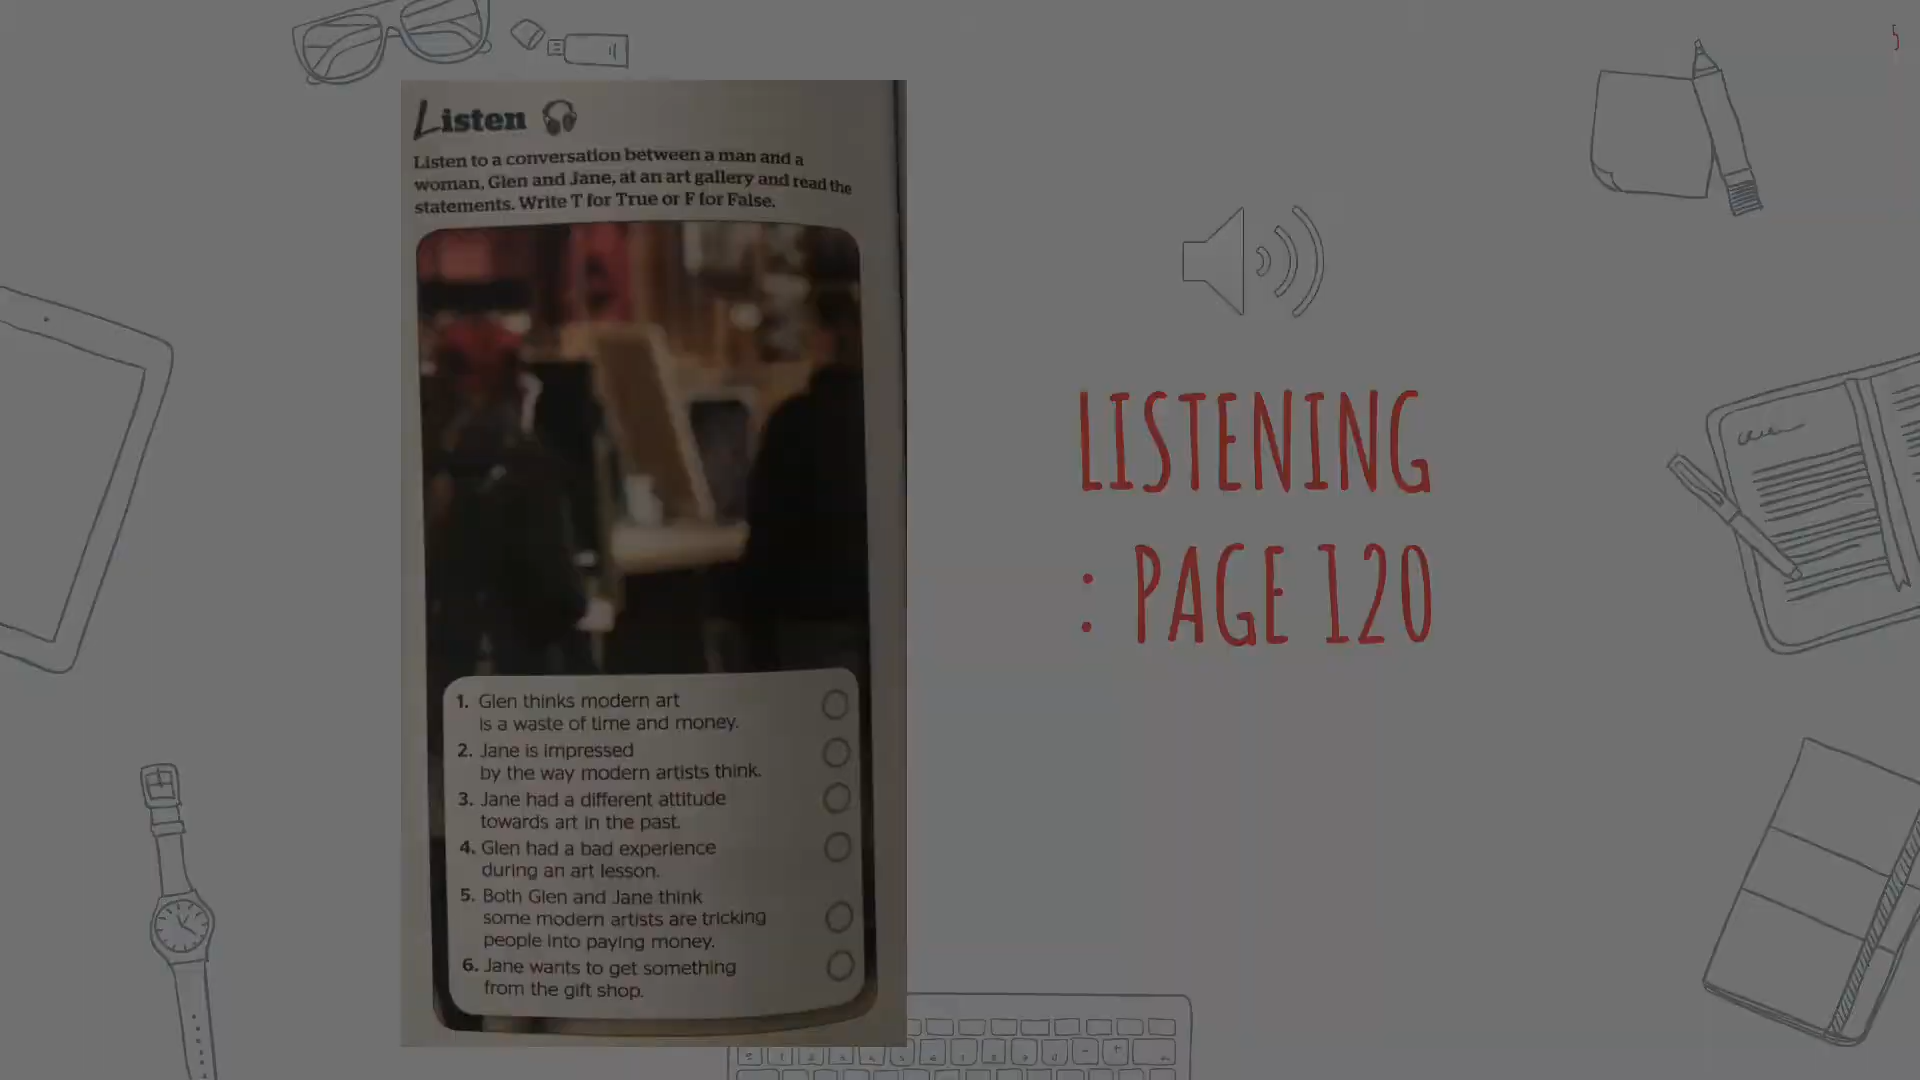 5
Listen
Listen to a conversation between a man and a
woman, Glen and Jane, at an art gallery and read the
statements. Write T for True or F for False.
1. Glen thinks modern art
is a waste of time and money.
2. Jane is impressed
by the way modern artists think.
3. Jane had a different attitude
towards art in the past.
4. Glen had a bad experience
during an art lesson.
5. Both Glen and Jane think
some modern artists are tricking
people into paying money.
6. Jane wants to get something
from the gift shop.
LISTENING
: PAGE 120